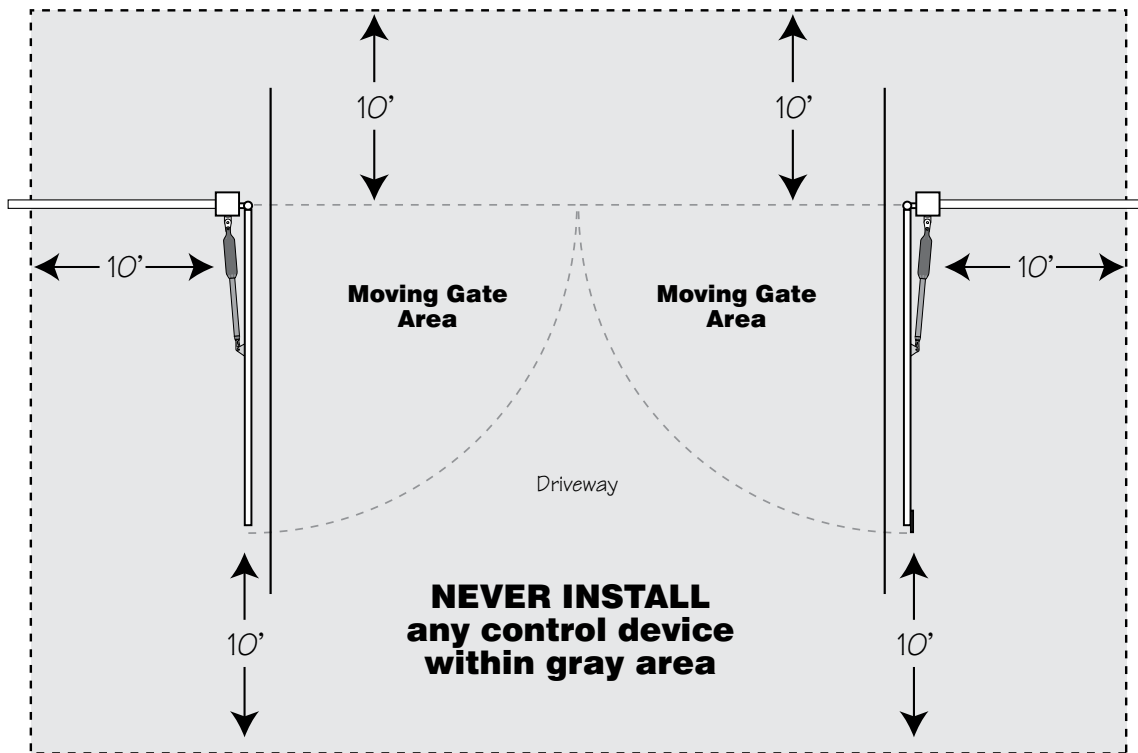 10’
10’
10’
10’
Moving Gate
Area
Moving Gate
Area
Driveway
NEVER INSTALL
any control device
within gray area
10’
10’